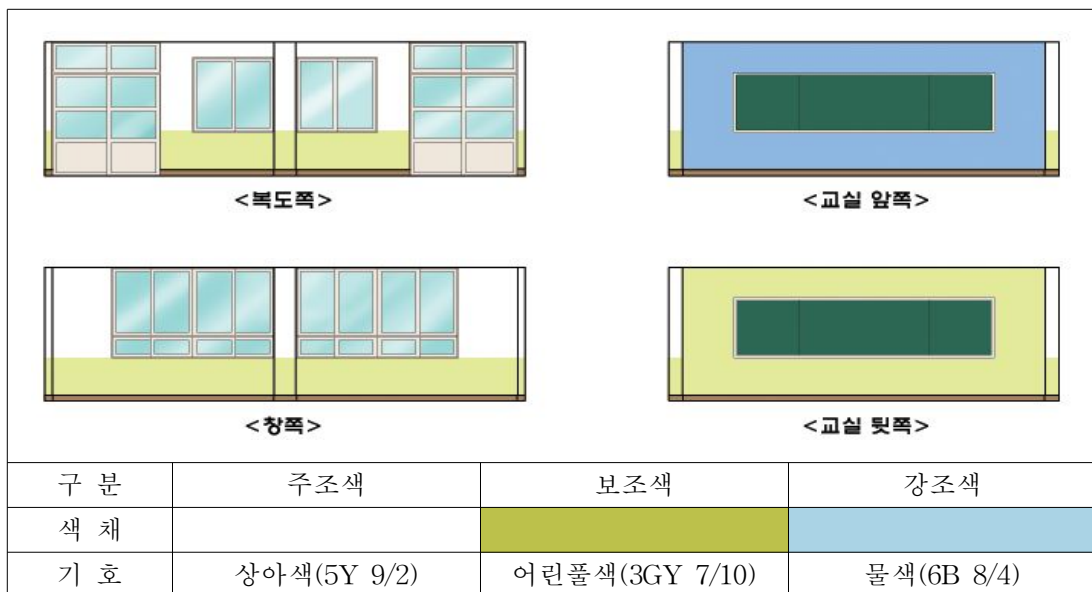 <복도쪽>
<교실 앞쪽>
<창쪽>
<교실 뒷쪽>
구 분 주조색 보조색 강조색
색 채
기 호 상아색(5Y 9/2) 어린풀색(3GY 7/10) 물색(6B 8/4)